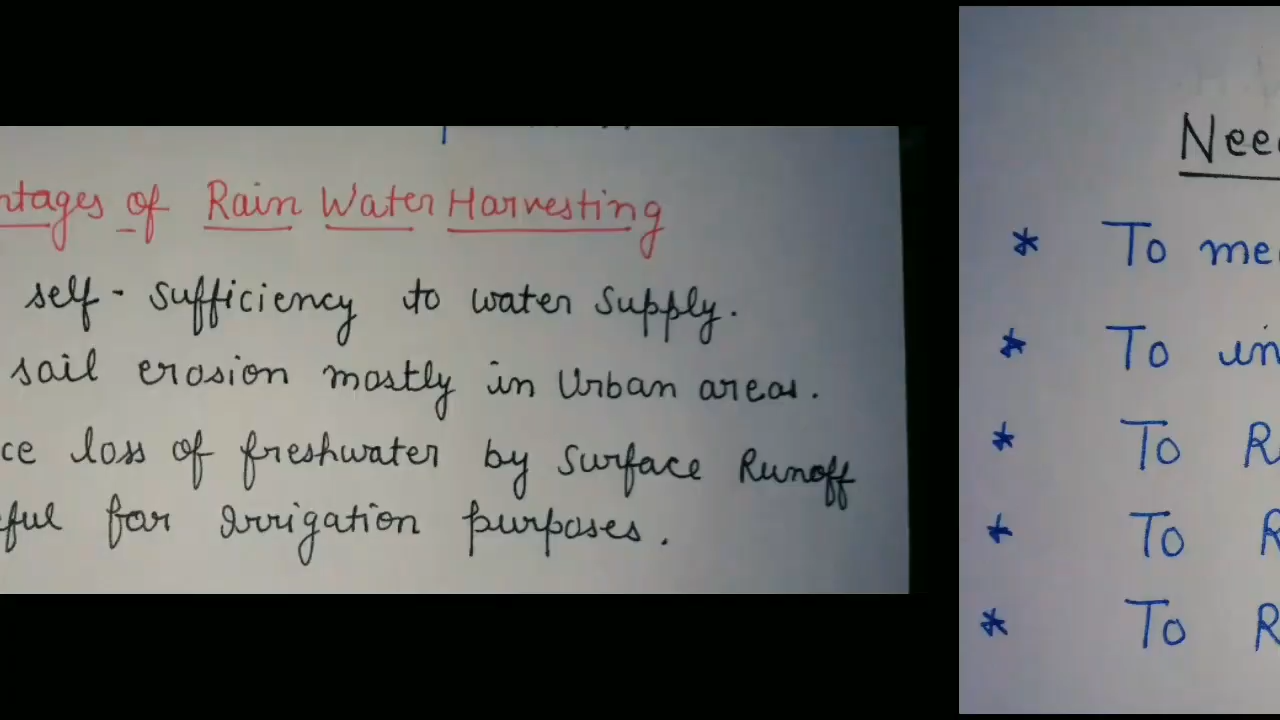 ntages of Rain Water Harvesting
self - sufficiency to water supply.
soil erosion mostly in Urban areas.
ce loss of freshwater by surface Runoff
eful for Irrigation purposes.
Nee
* To me
* To in
* To R
* To R
* To R